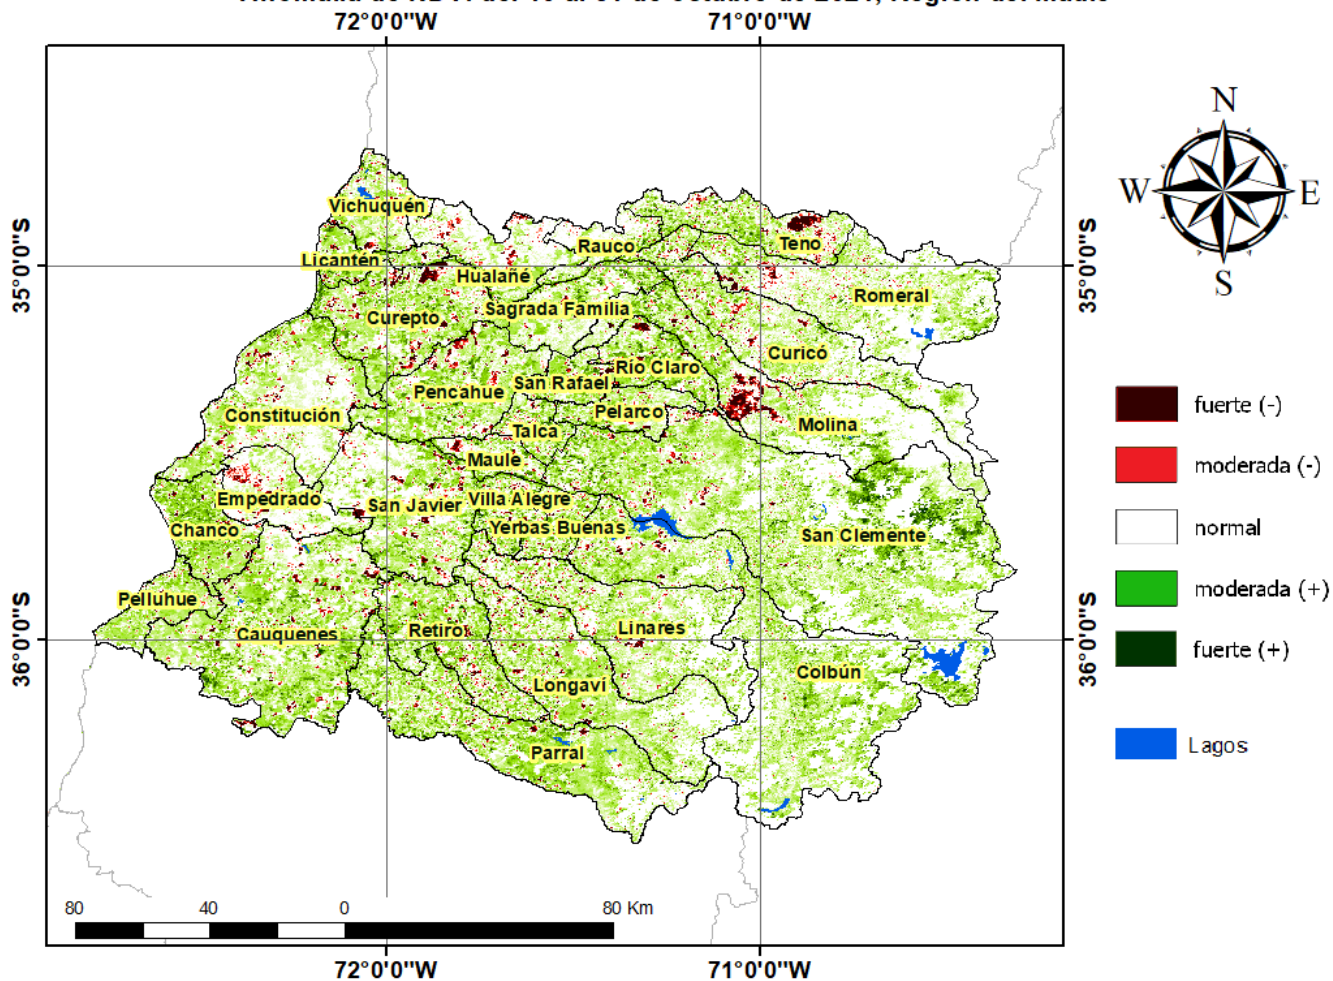 72°0'0"W
71°0'0"W
N
W
E
S
35°0'0"S
35°0'0"S
Vichuquén
Licantén
Hualañé
Rauco
Teno
Romeral
Curepto
Sagrada Familia
Curicó
Río Claro
San Rafael
Pencahue
Pelarco
Constitución
Molina
Talca
Maule
Empedrado
San Javier
Villa Alegre
Chanco
Yerbas Buenas
San Clemente
Pelluhue
Cauquenes
Retiro
Linares
Colbún
Longaví
Parral
36°0'0"S
36°0'0"S
fuerte (-)
moderada (-)
normal
moderada (+)
fuerte (+)
Lagos
80
40
0
80 Km
72°0'0"W
71°0'0"W